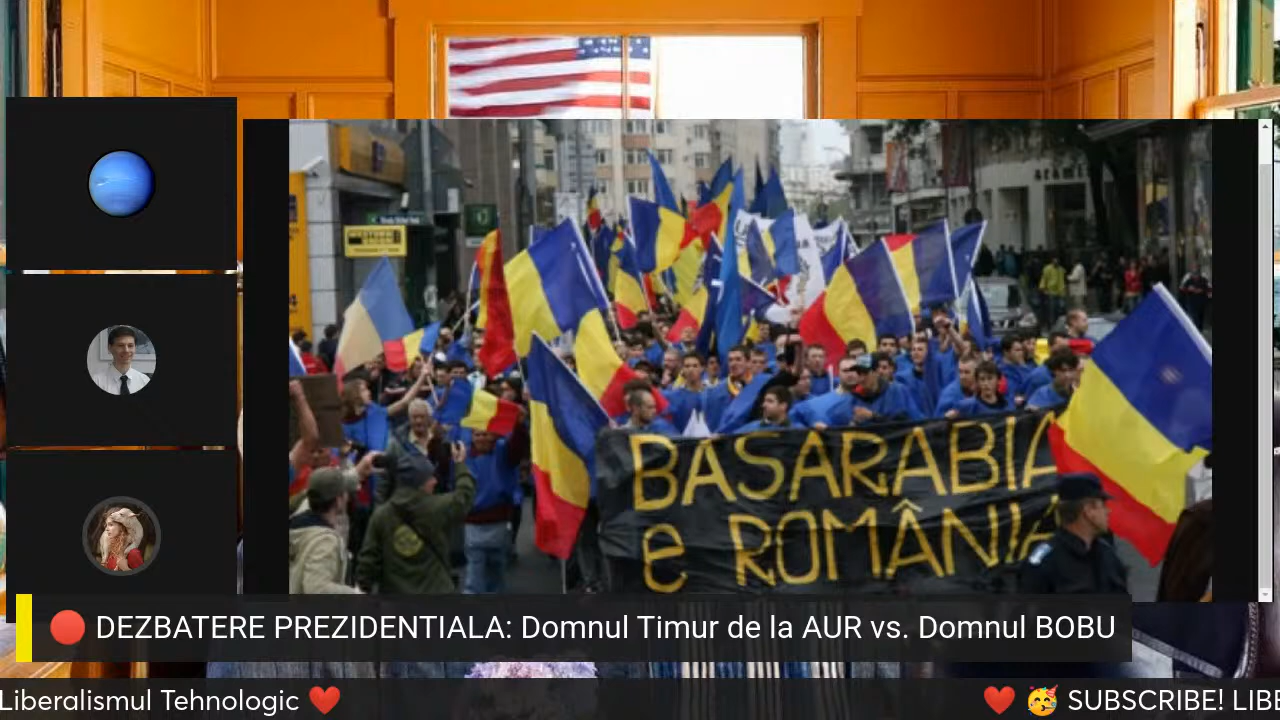 BASARABIA
e ROMÂNIA
🔴 DEZBATERE PREZIDENTIALA: Domnul Timur de la AUR vs. Domnul BOBU
Liberalismul Tehnologic ❤️ ❤️ 🥳 SUBSCRIBE! LIBE